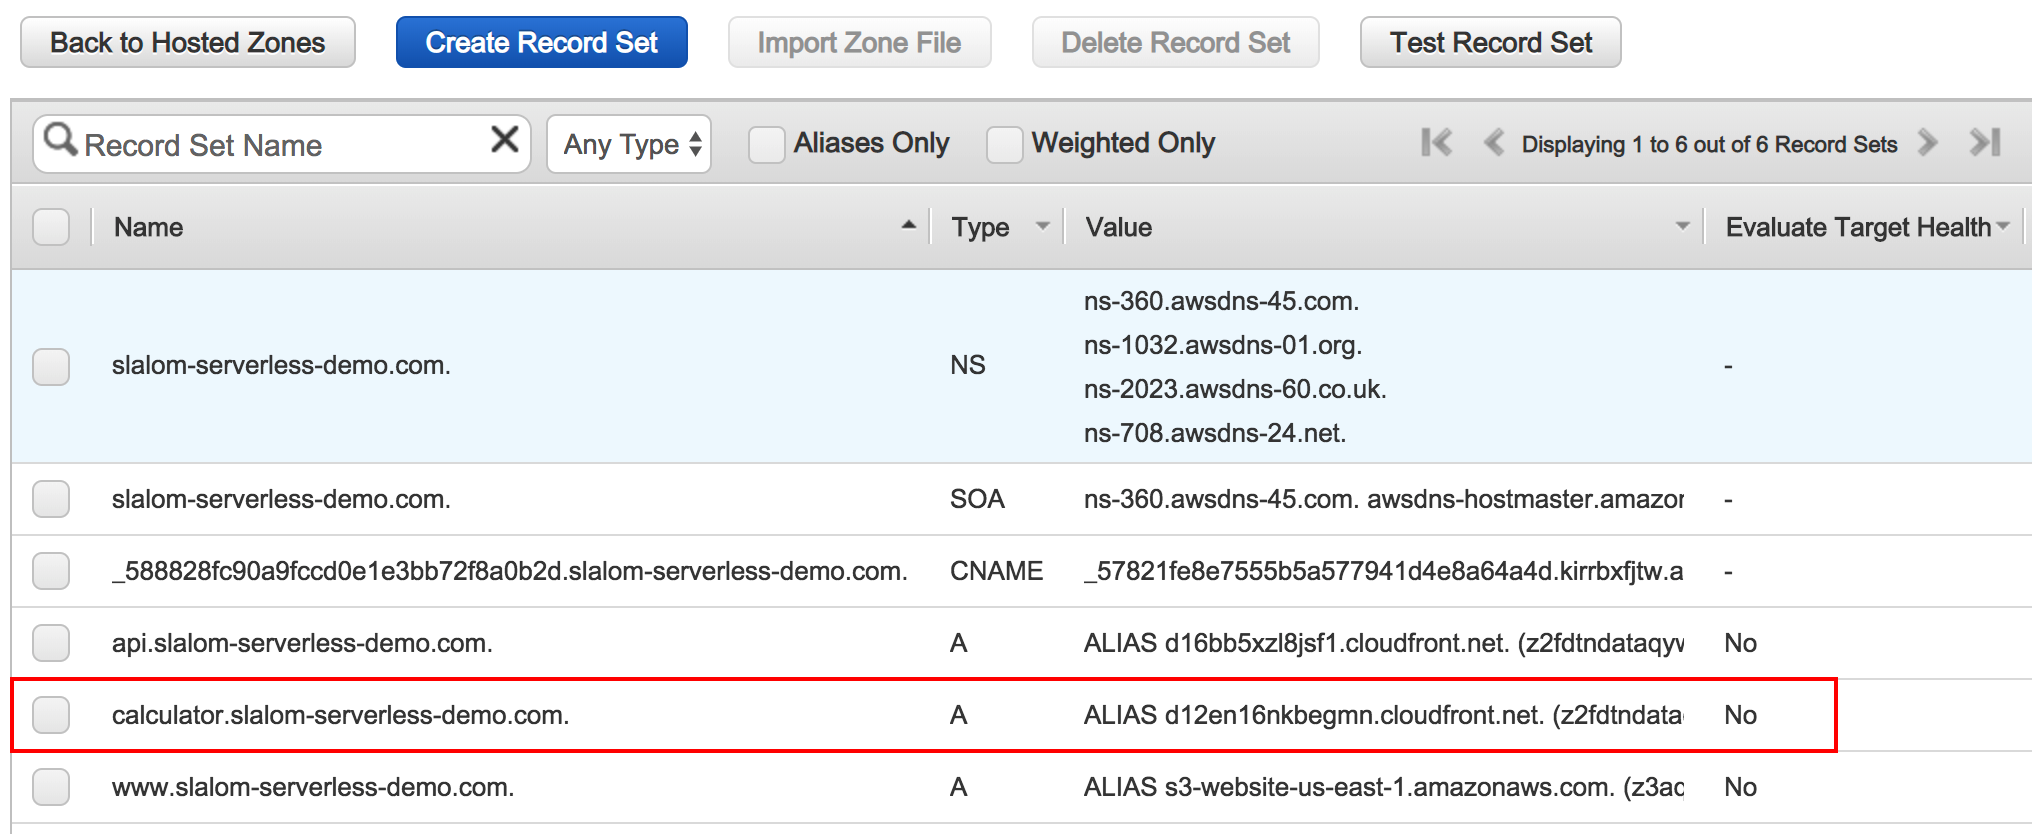 Back to Hosted Zones Create Record Set Import Zone File Delete Record Set Test Record Set
Record Set Name Any Type Aliases Only Weighted Only Displaying 1 to 6 out of 6 Record Sets
Name Type Value Evaluate Target Health
slalom-serverless-demo.com. NS ns-360.awsdns-45.com. -
ns-1032.awsdns-01.org.
ns-2023.awsdns-60.co.uk.
ns-708.awsdns-24.net.
slalom-serverless-demo.com. SOA ns-360.awsdns-45.com. awsdns-hostmaster.amazon -
_588828fc90a9fccd0e1e3bb72f8a0b2d.slalom-serverless-demo.com. CNAME _57821fe8e7555b5a577941d4e8a64a4d.kirrbxfjtw.a -
api.slalom-serverless-demo.com. A ALIAS d16bb5xzl8jsf1.cloudfront.net. (z2fdtndataqyw No
calculator.slalom-serverless-demo.com. A ALIAS d12en16nkbegmn.cloudfront.net. (z2fdtndata No
www.slalom-serverless-demo.com. A ALIAS s3-website-us-east-1.amazonaws.com. (z3aq No